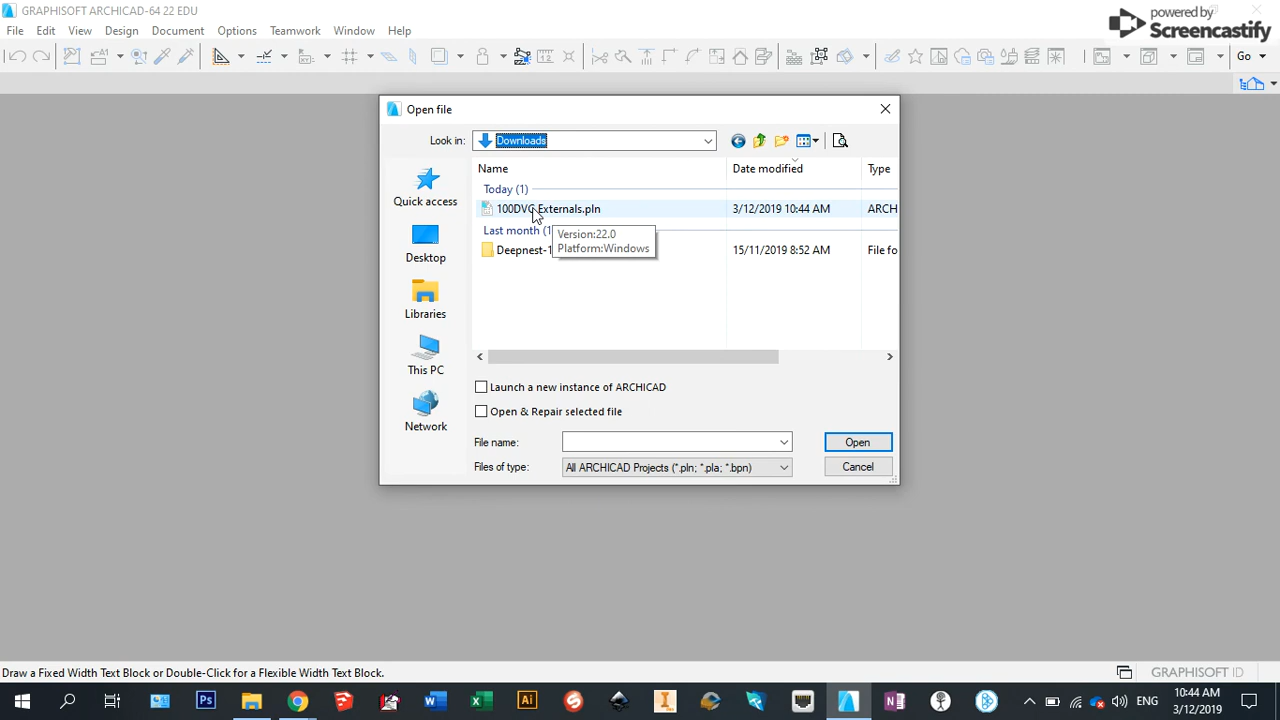 GRAPHISOFT ARCHICAD-64 22 EDU
powered by
Screencastify
File Edit View Design Document Options Teamwork Window Help
Go
Open file
Look in: Downloads
Name Date modified Type
Today (1)
100DVC Externals.pln 3/12/2019 10:44 AM ARCH
Last month (1
Version:22.0
Platform:Windows
Deepnest-1 15/11/2019 8:52 AM File fo
Quick access
Desktop
Libraries
This PC
Network
Launch a new instance of ARCHICAD
Open & Repair selected file
File name: Open
Files of type: All ARCHICAD Projects (*.pln; *.pla; *.bpn) Cancel
Draw a Fixed Width Text Block or Double-Click for a Flexible Width Text Block.
GRAPHISOFT ID
ENG
10:44 AM
3/12/2019